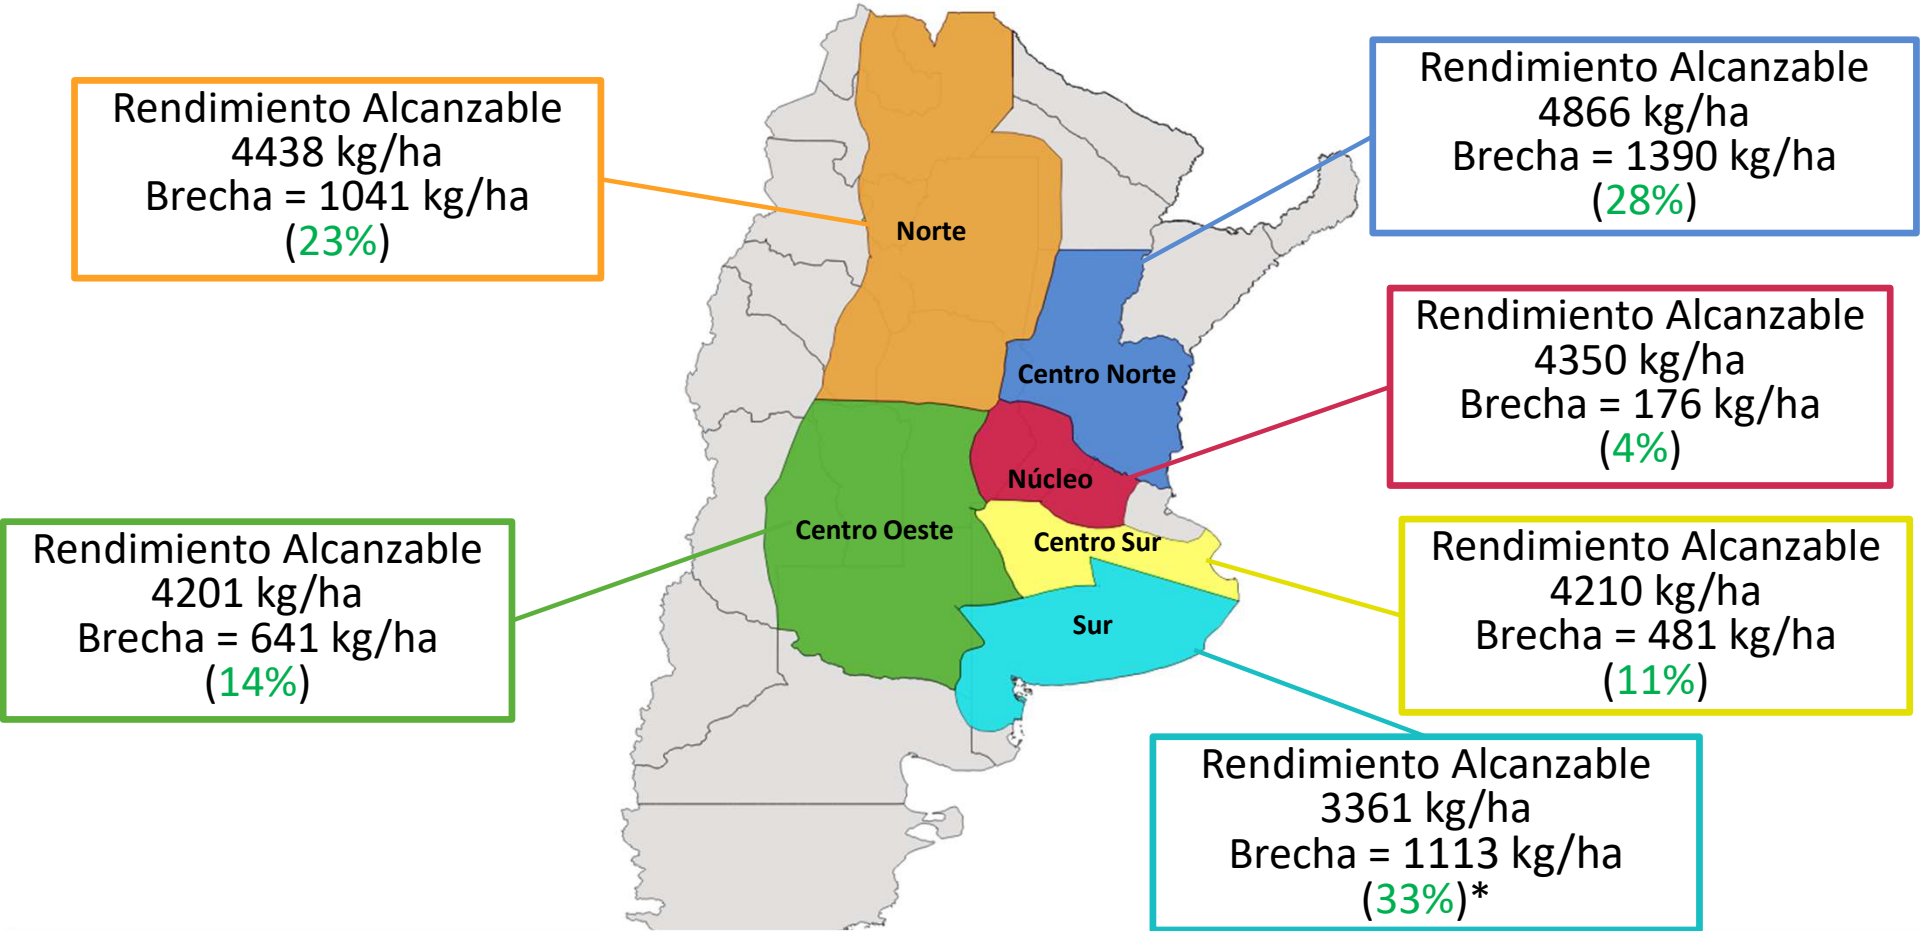 Rendimiento Alcanzable
4438 kg/ha
Brecha = 1041 kg/ha
(23%)
Rendimiento Alcanzable
4866 kg/ha
Brecha = 1390 kg/ha
(28%)
Norte
Rendimiento Alcanzable
4350 kg/ha
Brecha = 176 kg/ha
(4%)
Centro Norte
Núcleo
Centro Oeste
Centro Sur
Sur
Rendimiento Alcanzable
4201 kg/ha
Brecha = 641 kg/ha
(14%)
Rendimiento Alcanzable
4210 kg/ha
Brecha = 481 kg/ha
(11%)
Rendimiento Alcanzable
3361 kg/ha
Brecha = 1113 kg/ha
(33%)*